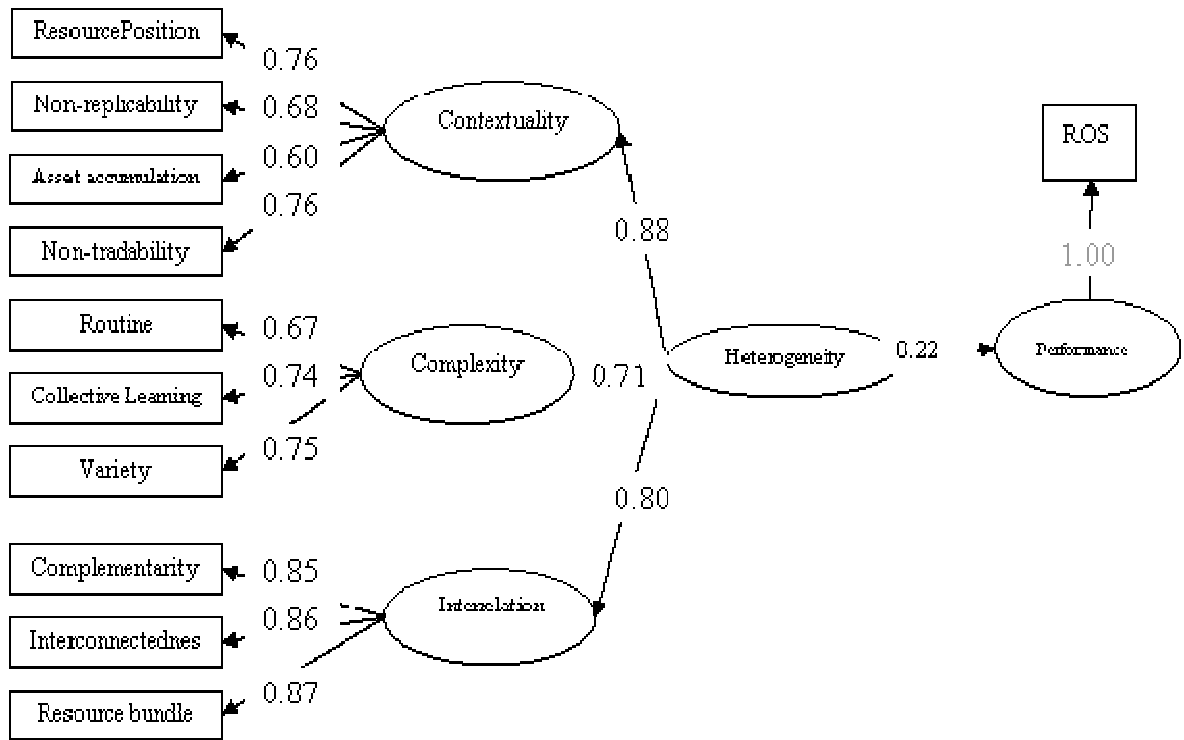 ResourcePosition
0.76
Non-replicability
0.68
Contextuality
0.60
Asset accumulation
0.76
Non-tradability
0.88
ROS
1.00
Routine
0.67
Complexity
0.71
Heterogeneity
0.22
Performance
0.74
Collective Learning
0.75
Variety
0.80
Complementarity
0.85
Interrelation
0.86
Interconnectednes
0.87
Resource bundle